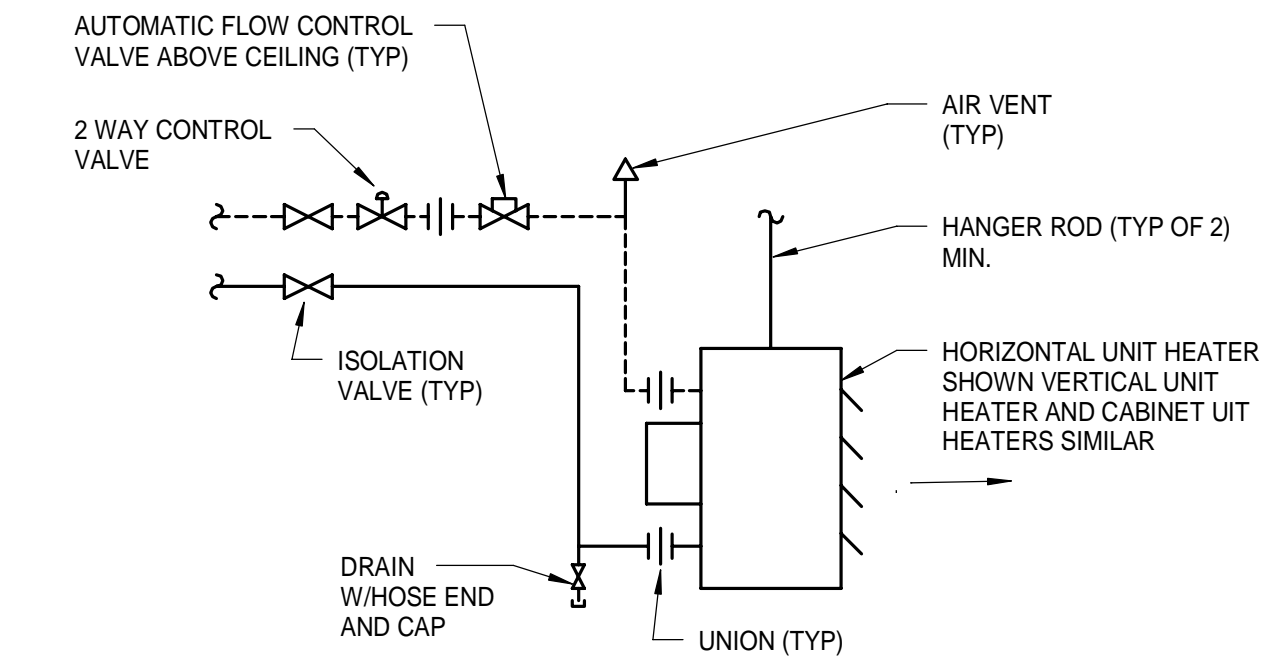 AUTOMATIC FLOW CONTROL
VALVE ABOVE CEILING (TYP)
2 WAY CONTROL
VALVE
AIR VENT
(TYP)
HANGER ROD (TYP OF 2)
MIN.
ISOLATION
VALVE (TYP)
HORIZONTAL UNIT HEATER
SHOWN VERTICAL UNIT
HEATER AND CABINET UIT
HEATERS SIMILAR
DRAIN
W/HOSE END
AND CAP
UNION (TYP)